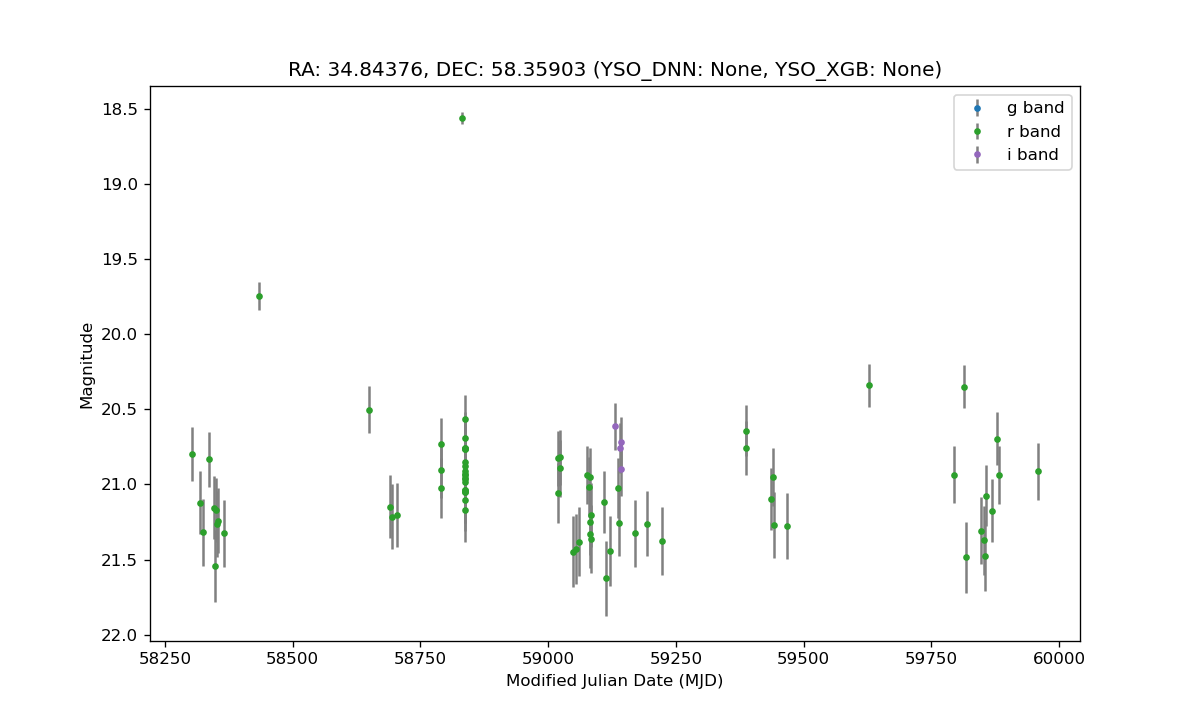 RA: 34.84376, DEC: 58.35903 (YSO_DNN: None, YSO_XGB: None)
g band
r band
i band
18.5
19.0
19.5
20.0
20.5
21.0
21.5
22.0
Magnitude
58250 58500 58750 59000 59250 59500 59750 60000
Modified Julian Date (MJD)